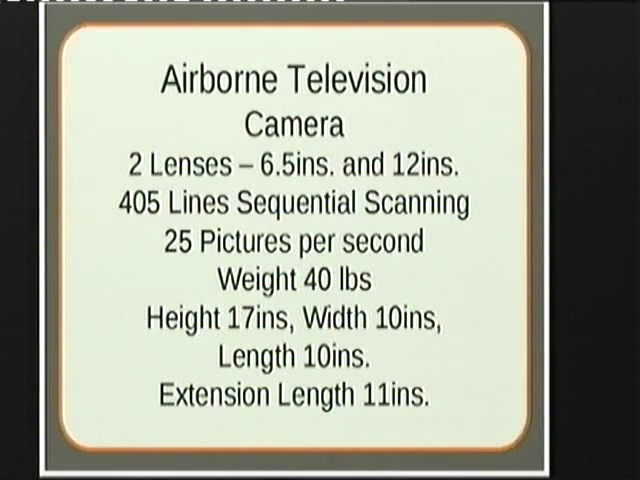 Airborne Television
Camera
2 Lenses – 6.5ins. and 12ins.
405 Lines Sequential Scanning
25 Pictures per second
Weight 40 lbs
Height 17ins, Width 10ins,
Length 10ins.
Extension Length 11ins.